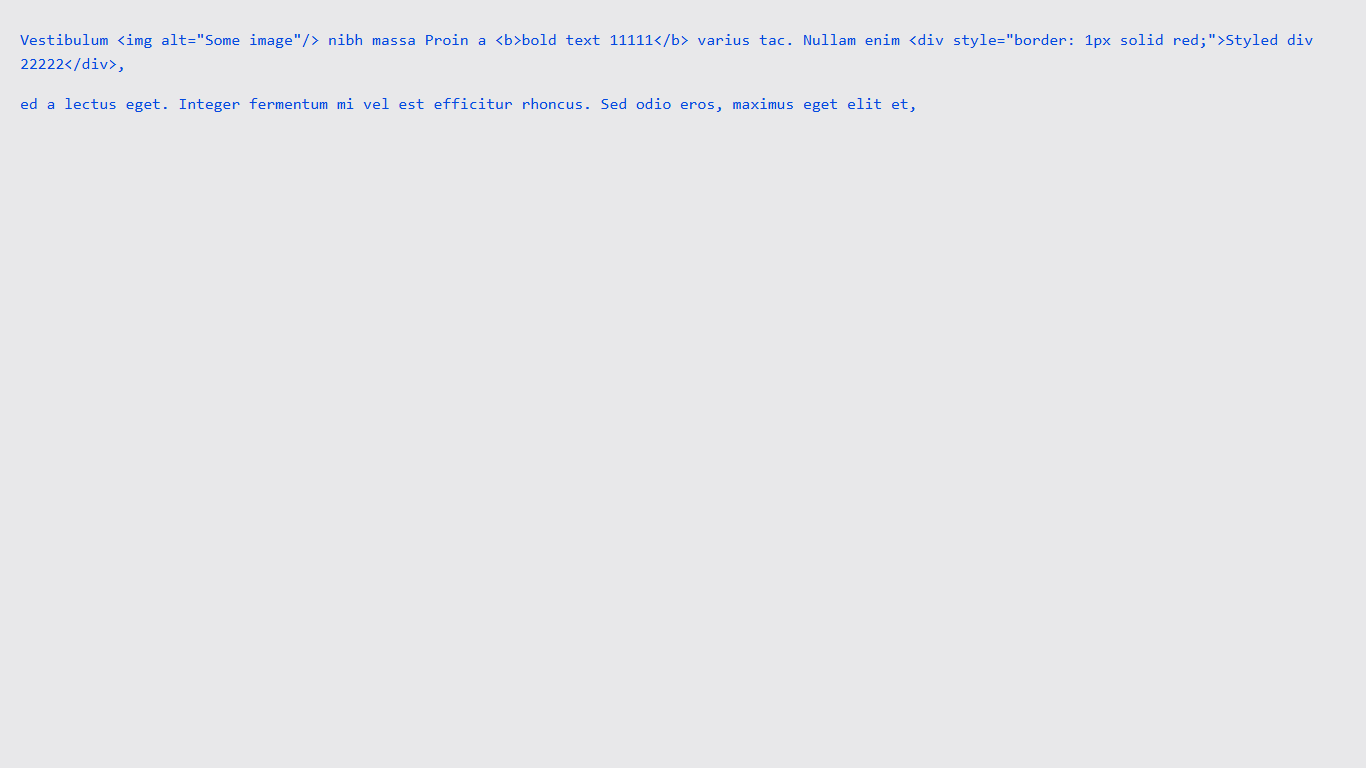 Vestibulum <img alt="Some image"/> nibh massa Proin a <b>bold text 11111</b> varius tac. Nullam enim <div style="border: 1px solid red;">Styled div
22222</div>,
ed a lectus eget. Integer fermentum mi vel est efficitur rhoncus. Sed odio eros, maximus eget elit et,